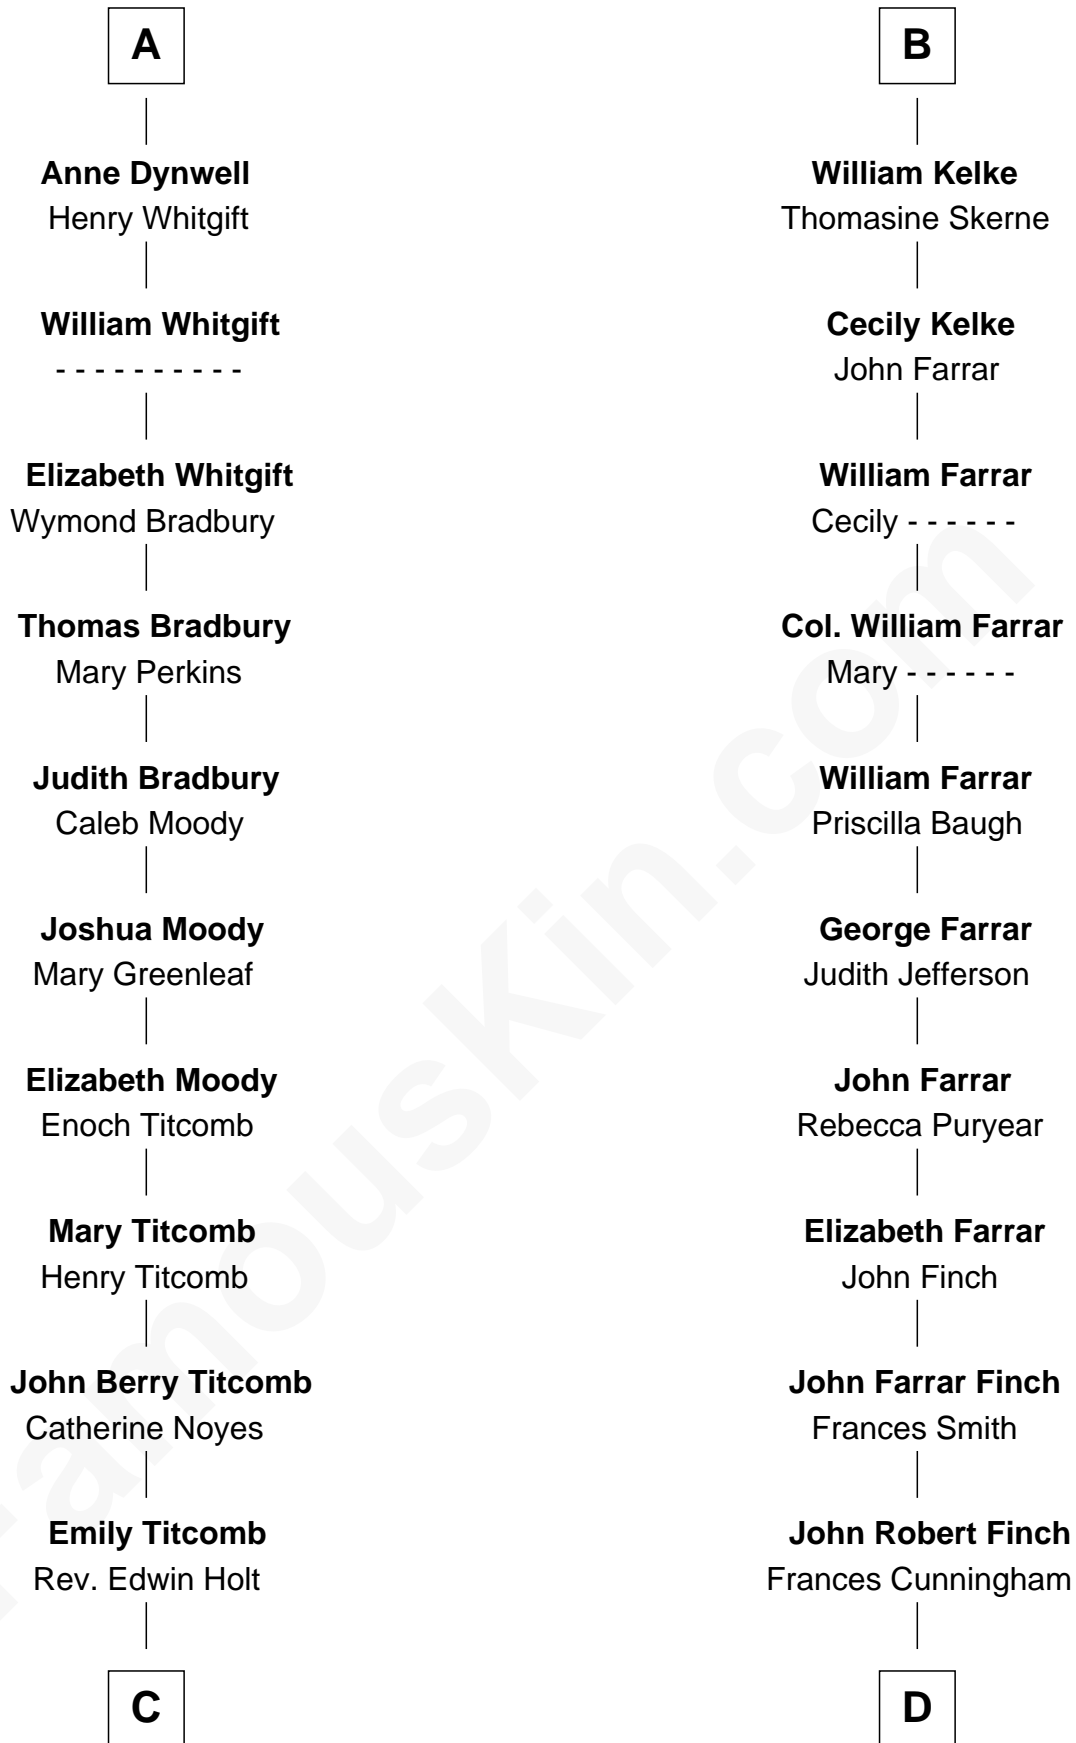 A
Anne Dynwell
Henry Whitgift
William Whitgift
- - - - - - - - - -
Elizabeth Whitgift
Wymond Bradbury
Thomas Bradbury
Mary Perkins
Judith Bradbury
Caleb Moody
Joshua Moody
Mary Greenleaf
Elizabeth Moody
Enoch Titcomb
Mary Titcomb
Henry Titcomb
John Berry Titcomb
Catherine Noyes
Emily Titcomb
Rev. Edwin Holt
C
B
William Kelke
Thomasine Skerne
Cecily Kelke
John Farrar
William Farrar
Cecily - - - - - -
Col. William Farrar
Mary - - - - - -
William Farrar
Priscilla Baugh
George Farrar
Judith Jefferson
John Farrar
Rebecca Puryear
Elizabeth Farrar
John Finch
John Farrar Finch
Frances Smith
John Robert Finch
Frances Cunningham
D
FamousKin.com